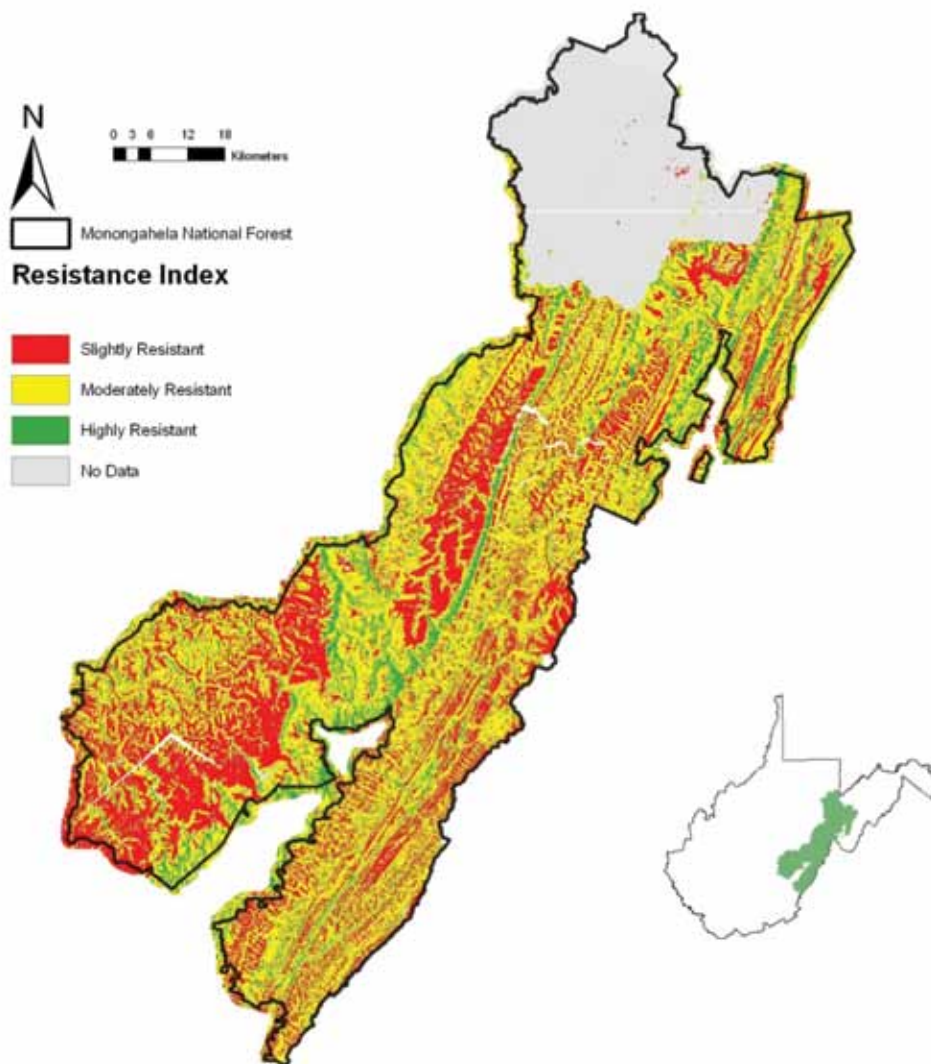 N
0 3 6 12 18
Kilometers
Monongahela National Forest
Resistance Index
Slightly Resistant
Moderately Resistant
Highly Resistant
No Data